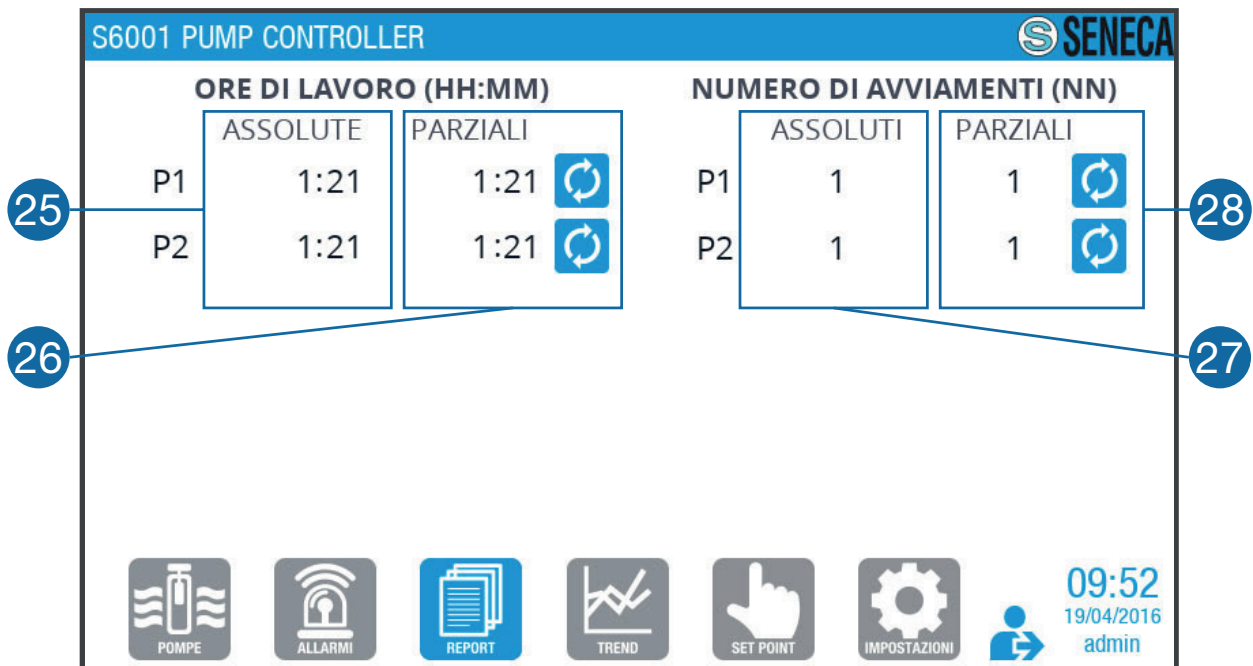 S6001 PUMP CONTROLLER
S SENECA
ORE DI LAVORO (HH:MM)
NUMERO DI AVVIAMENTI (NN)
ASSOLUTE PARZIALI
ASSOLUTI PARZIALI
P1 1:21 1:21
P1 1 1
25
28
P2 1:21 1:21
P2 1 1
26
27
POMPE
ALLARMI
REPORT
TREND
SET POINT
IMPOSTAZIONI
09:52
19/04/2016
admin